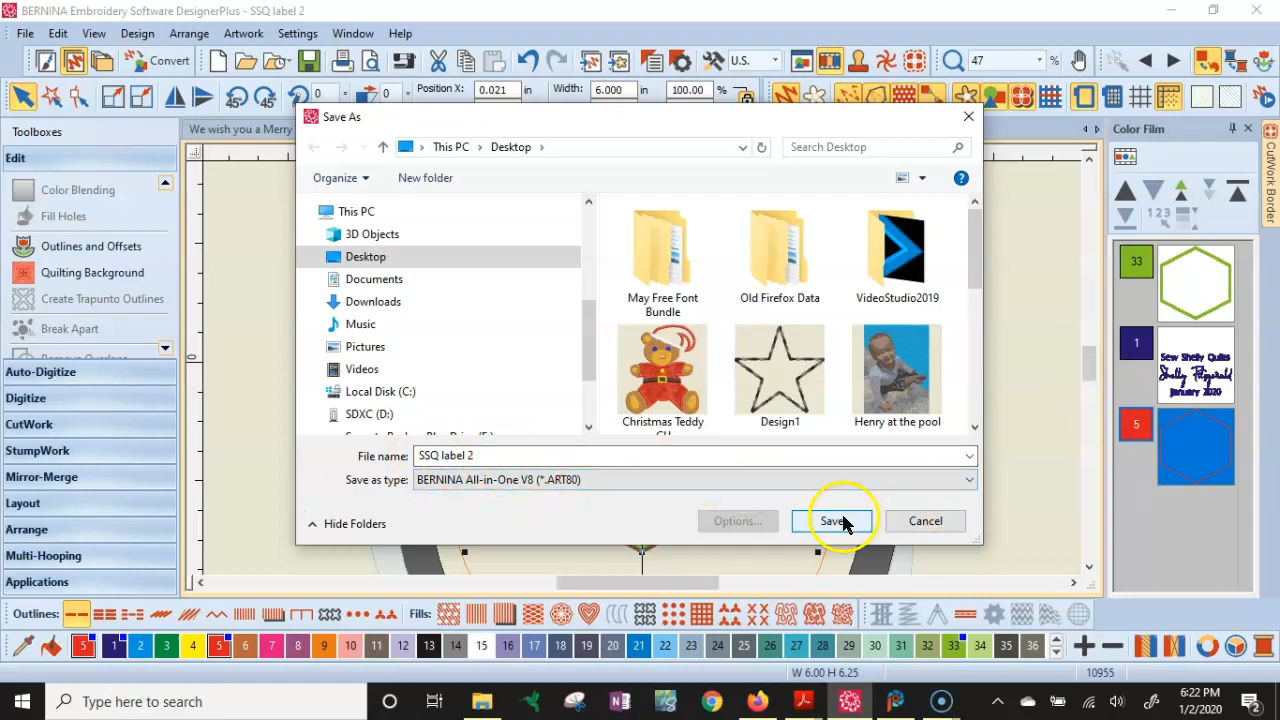 BERNINA Embroidery Software DesignerPlus - SSQ label 2
File Edit View Design Arrange Artwork Settings Window Help
Convert U.S. 47
45 45 0 0 Position X: 0.021 in Width: 6.000 in 100.00 %
Toolboxes
We wish you a Merry
Color Film
CutWork Border
Edit
Color Blending
Fill Holes
Outlines and Offsets
Quilting Background
Create Trapunto Outlines
Break Apart
Auto-Digitize
Digitize
CutWork
StumpWork
Mirror-Merge
Layout
Arrange
Multi-Hooping
Applications
Save As
This PC Desktop
Search Desktop
Organize New folder
This PC
3D Objects
Desktop
Documents
Downloads
Music
Pictures
Videos
Local Disk (C:)
SDXC (D:)
May Free Font
Bundle
Old Firefox Data
VideoStudio2019
Christmas Teddy
Design1
Henry at the pool
File name: SSQ label 2
Save as type: BERNINA All-in-One V8 (*.ART80)
Hide Folders Options... Save Cancel
123
33
1
Sew Shelly Quilts
Shelly Fitzgerald
January 2020
5
0
Outlines: Fills:
5 1 2 3 4 5 6 7 8 9 10 11 12 13 14 15 16 17 18 19 20 21 22 23 24 25 26 27 28 29 30 31 32 33 34 35 36
W 6.00 H 6.25 10955
Type here to search
6:22 PM
1/2/2020
2